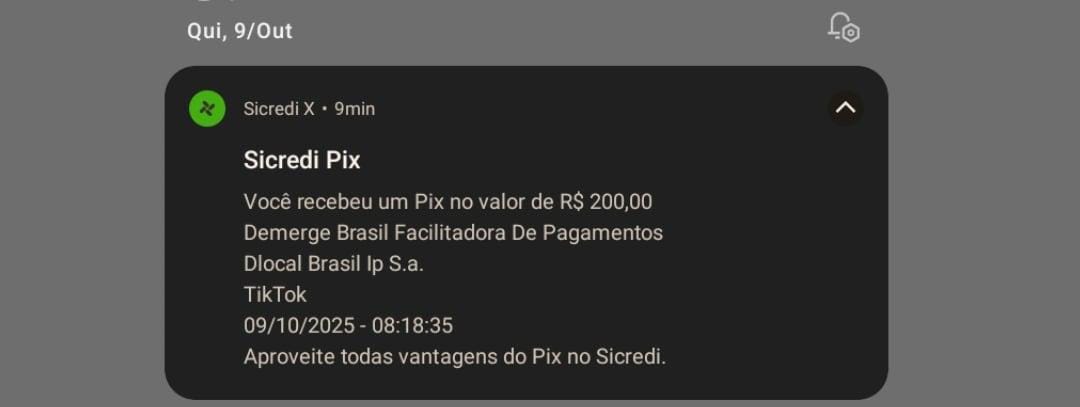 Qui, 9/Out
Sicredi X • 9min
Sicredi Pix
Você recebeu um Pix no valor de R$ 200,00
Demerge Brasil Facilitadora De Pagamentos
Dlocal Brasil Ip S.a.
TikTok
09/10/2025 - 08:18:35
Aproveite todas vantagens do Pix no Sicredi.